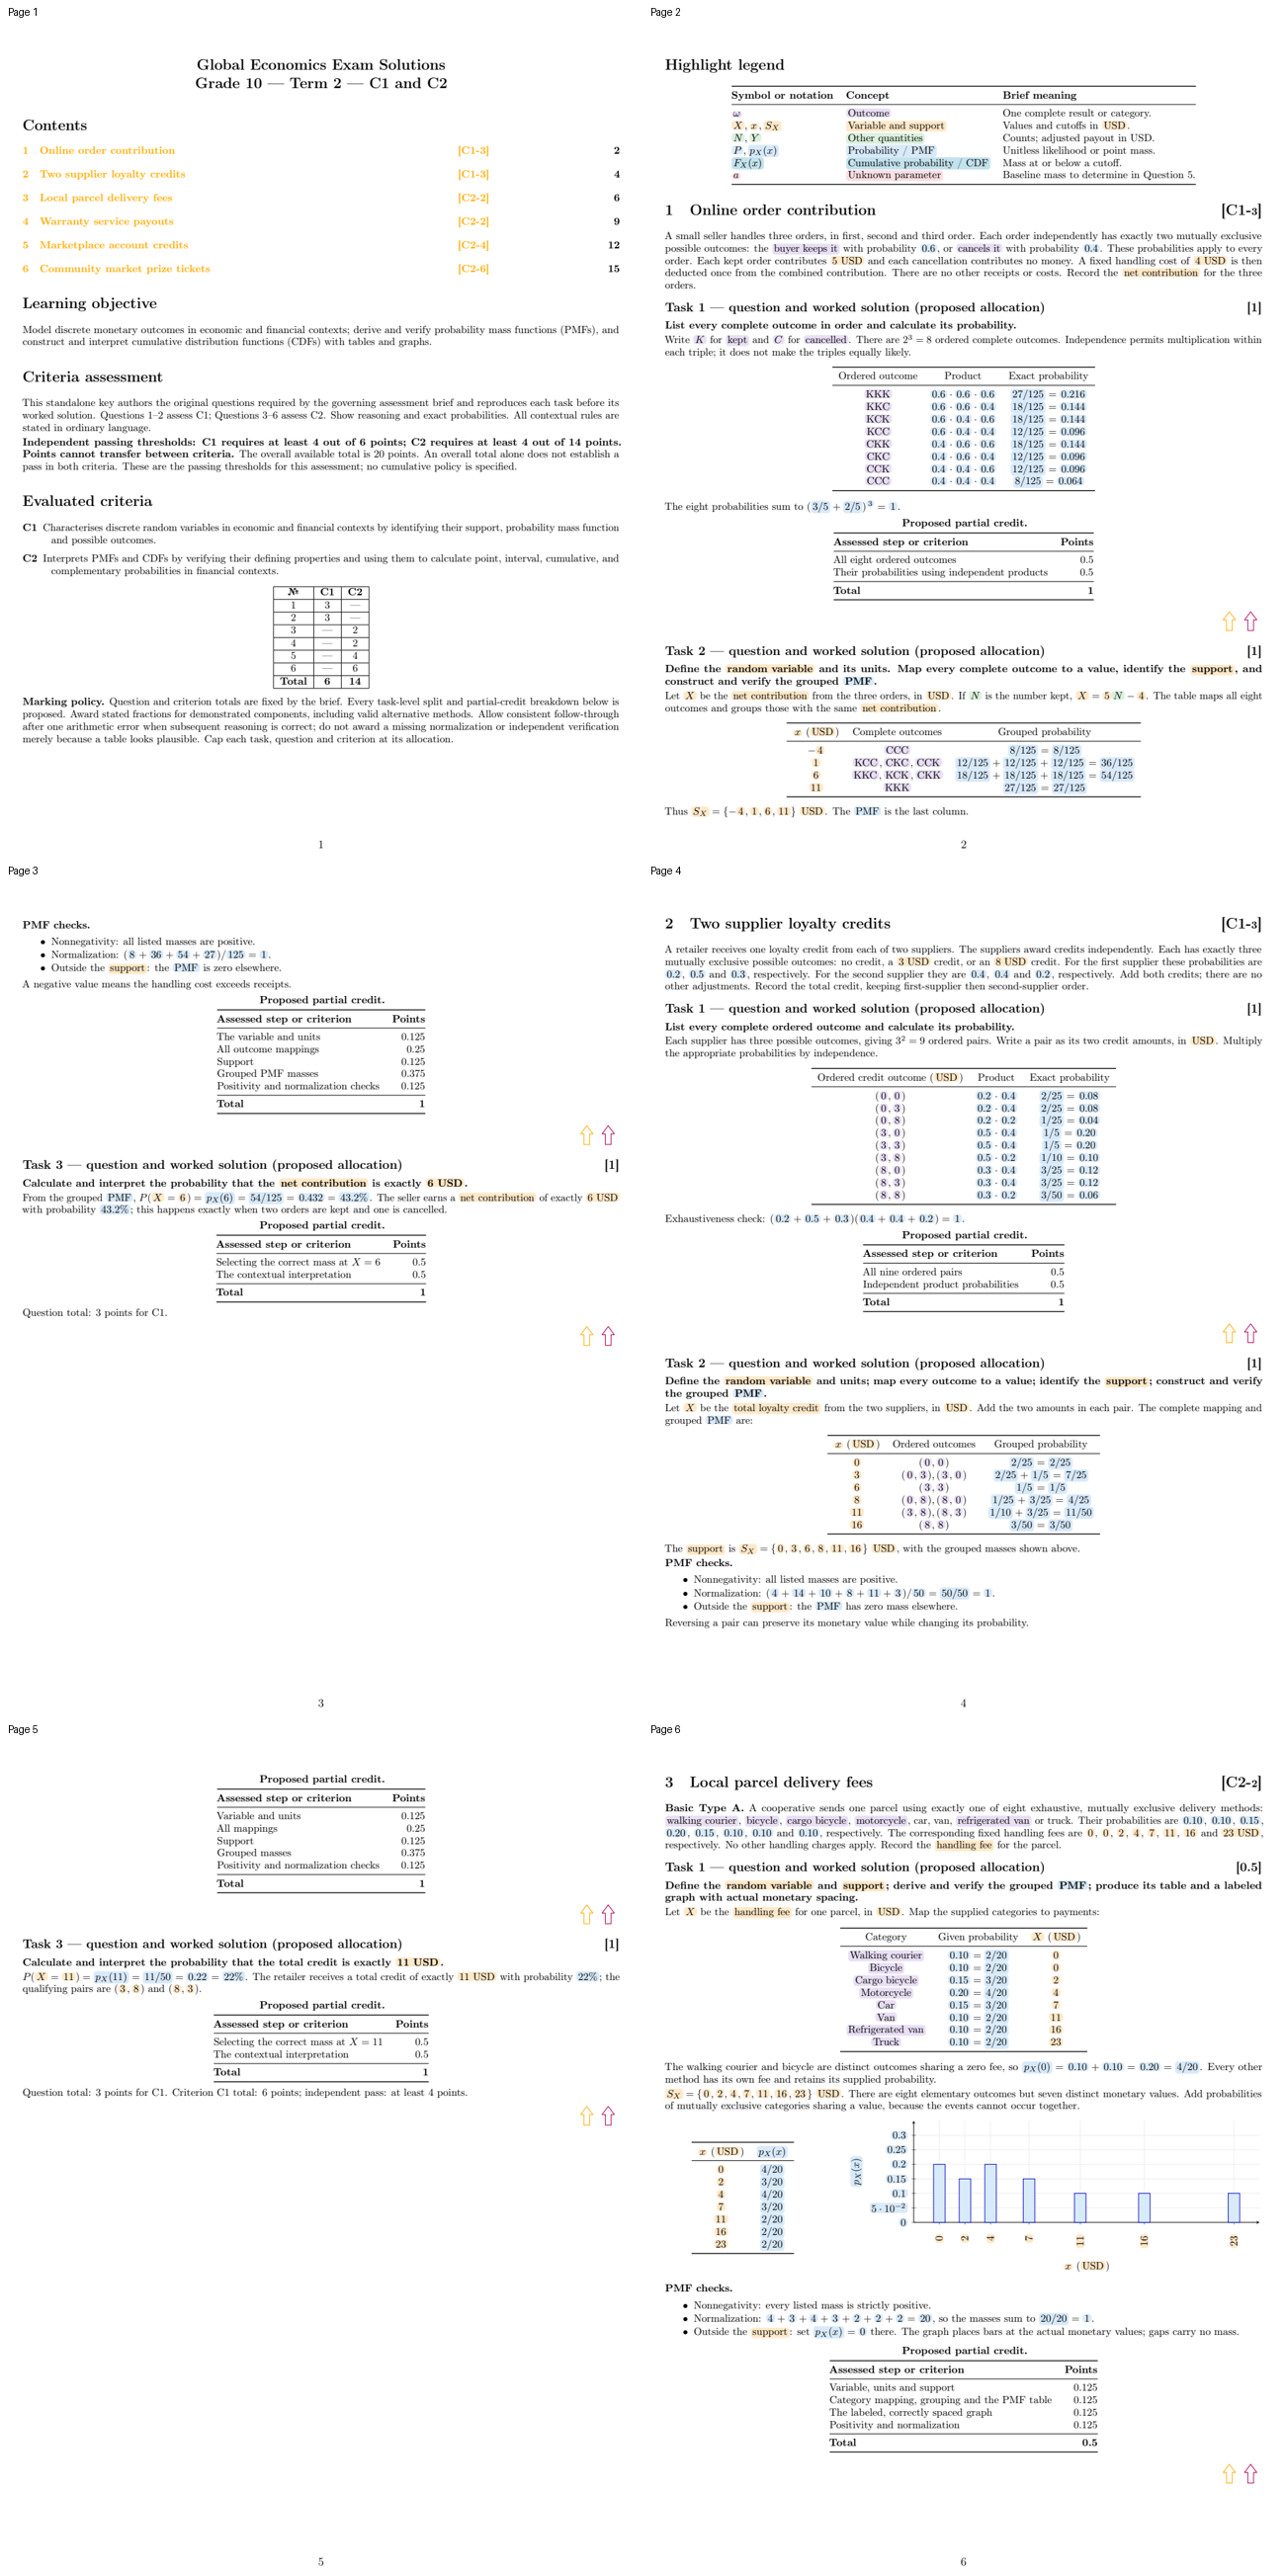 Page 1
Global Economics Exam Solutions
Grade 10 — Term 2 — C1 and C2
Contents
1 Online order contribution [C1-3] 2
2 Two supplier loyalty credits [C1-3] 4
3 Local parcel delivery fees [C2-2] 6
4 Warranty service payouts [C2-2] 9
5 Marketplace account credits [C2-4] 12
6 Community market prize tickets [C2-6] 15
Learning objective
Model discrete monetary outcomes in economic and financial contexts; derive and verify probability mass functions (PMFs), and
construct and interpret cumulative distribution functions (CDFs) with tables and graphs.
Criteria assessment
This standalone key authors the original questions required by the governing assessment brief and reproduces each task before its
worked solution. Questions 1–2 assess C1; Questions 3–6 assess C2. Show reasoning and exact probabilities. All contextual rules are
stated in ordinary language.
Independent passing thresholds: C1 requires at least 4 out of 6 points; C2 requires at least 4 out of 14 points.
Points cannot transfer between criteria. The overall available total is 20 points. An overall total alone does not establish a
pass in both criteria. These are the passing thresholds for this assessment; no cumulative policy is specified.
Evaluated criteria
C1 Characterises discrete random variables in economic and financial contexts by identifying their support, probability mass function
and possible outcomes.
C2 Interprets PMFs and CDFs by verifying their defining properties and using them to calculate point, interval, cumulative, and
complementary probabilities in financial contexts.
№ C1 C2
1 3 —
2 3 —
3 — 2
4 — 2
5 — 4
6 — 6
Total 6 14
Marking policy. Question and criterion totals are fixed by the brief. Every task-level split and partial-credit breakdown below is
proposed. Award stated fractions for demonstrated components, including valid alternative methods. Allow consistent follow-through
after one arithmetic error when subsequent reasoning is correct; do not award a missing normalization or independent verification
merely because a table looks plausible. Cap each task, question and criterion at its allocation.
1
Page 2
Highlight legend
Symbol or notation Concept Brief meaning
ω Outcome One complete result or category.
X, x, S_X Variable and support Values and cutoffs in USD.
N, Y Other quantities Counts; adjusted payout in USD.
P, p_X(x) Probability / PMF Unitless likelihood or point mass.
F_X(x) Cumulative probability / CDF Mass at or below a cutoff.
a Unknown parameter Baseline mass to determine in Question 5.
1 Online order contribution [C1-3]
A small seller handles three orders, in first, second and third order. Each order independently has exactly two mutually exclusive
possible outcomes: the buyer keeps it with probability 0.6, or cancels it with probability 0.4. These probabilities apply to every
order. Each kept order contributes 5 USD and each cancellation contributes no money. A fixed handling cost of 4 USD is then
deducted once from the combined contribution. There are no other receipts or costs. Record the net contribution for the three
orders.
Task 1 — question and worked solution (proposed allocation) [1]
List every complete outcome in order and calculate its probability.
Write K for kept and C for cancelled. There are 2³ = 8 ordered complete outcomes. Independence permits multiplication within
each triple; it does not make the triples equally likely.
Ordered outcome Product Exact probability
KKK 0.6 · 0.6 · 0.6 27/125 = 0.216
KKC 0.6 · 0.6 · 0.4 18/125 = 0.144
KCK 0.6 · 0.4 · 0.6 18/125 = 0.144
KCC 0.6 · 0.4 · 0.4 12/125 = 0.096
CKK 0.4 · 0.6 · 0.6 18/125 = 0.144
CKC 0.4 · 0.6 · 0.4 12/125 = 0.096
CCK 0.4 · 0.4 · 0.6 12/125 = 0.096
CCC 0.4 · 0.4 · 0.4 8/125 = 0.064
The eight probabilities sum to (3/5 + 2/5)³ = 1.
Proposed partial credit.
Assessed step or criterion Points
All eight ordered outcomes 0.5
Their probabilities using independent products 0.5
Total 1
Task 2 — question and worked solution (proposed allocation) [1]
Define the random variable and its units. Map every complete outcome to a value, identify the support, and
construct and verify the grouped PMF.
Let X be the net contribution from the three orders, in USD. If N is the number kept, X = 5 N − 4. The table maps all eight
outcomes and groups those with the same net contribution.
x (USD) Complete outcomes Grouped probability
−4 CCC 8/125 = 8/125
1 KCC, CKC, CCK 12/125 + 12/125 + 12/125 = 36/125
6 KKC, KCK, CKK 18/125 + 18/125 + 18/125 = 54/125
11 KKK 27/125 = 27/125
Thus S_X = {−4, 1, 6, 11} USD. The PMF is the last column.
2
Page 3
PMF checks.
• Nonnegativity: all listed masses are positive.
• Normalization: (8 + 36 + 54 + 27)/125 = 1.
• Outside the support: the PMF is zero elsewhere.
A negative value means the handling cost exceeds receipts.
Proposed partial credit.
Assessed step or criterion Points
The variable and units 0.125
All outcome mappings 0.25
Support 0.125
Grouped PMF masses 0.375
Positivity and normalization checks 0.125
Total 1
Task 3 — question and worked solution (proposed allocation) [1]
Calculate and interpret the probability that the net contribution is exactly 6 USD.
From the grouped PMF, P(X = 6) = p_X(6) = 54/125 = 0.432 = 43.2%. The seller earns a net contribution of exactly 6 USD
with probability 43.2%; this happens exactly when two orders are kept and one is cancelled.
Proposed partial credit.
Assessed step or criterion Points
Selecting the correct mass at X = 6 0.5
The contextual interpretation 0.5
Total 1
Question total: 3 points for C1.
3
Page 4
2 Two supplier loyalty credits [C1-3]
A retailer receives one loyalty credit from each of two suppliers. The suppliers award credits independently. Each has exactly three
mutually exclusive possible outcomes: no credit, a 3 USD credit, or an 8 USD credit. For the first supplier these probabilities are
0.2, 0.5 and 0.3, respectively. For the second supplier they are 0.4, 0.4 and 0.2, respectively. Add both credits; there are no
other adjustments. Record the total credit, keeping first-supplier then second-supplier order.
Task 1 — question and worked solution (proposed allocation) [1]
List every complete ordered outcome and calculate its probability.
Each supplier has three possible outcomes, giving 3² = 9 ordered pairs. Write a pair as its two credit amounts, in USD. Multiply
the appropriate probabilities by independence.
Ordered credit outcome (USD) Product Exact probability
(0, 0) 0.2 · 0.4 2/25 = 0.08
(0, 3) 0.2 · 0.4 2/25 = 0.08
(0, 8) 0.2 · 0.2 1/25 = 0.04
(3, 0) 0.5 · 0.4 1/5 = 0.20
(3, 3) 0.5 · 0.4 1/5 = 0.20
(3, 8) 0.5 · 0.2 1/10 = 0.10
(8, 0) 0.3 · 0.4 3/25 = 0.12
(8, 3) 0.3 · 0.4 3/25 = 0.12
(8, 8) 0.3 · 0.2 3/50 = 0.06
Exhaustiveness check: (0.2 + 0.5 + 0.3)(0.4 + 0.4 + 0.2) = 1.
Proposed partial credit.
Assessed step or criterion Points
All nine ordered pairs 0.5
Independent product probabilities 0.5
Total 1
Task 2 — question and worked solution (proposed allocation) [1]
Define the random variable and units; map every outcome to a value; identify the support; construct and verify
the grouped PMF.
Let X be the total loyalty credit from the two suppliers, in USD. Add the two amounts in each pair. The complete mapping and
grouped PMF are:
x (USD) Ordered outcomes Grouped probability
0 (0, 0) 2/25 = 2/25
3 (0, 3),(3, 0) 2/25 + 1/5 = 7/25
6 (3, 3) 1/5 = 1/5
8 (0, 8),(8, 0) 1/25 + 3/25 = 4/25
11 (3, 8),(8, 3) 1/10 + 3/25 = 11/50
16 (8, 8) 3/50 = 3/50
The support is S_X = {0, 3, 6, 8, 11, 16} USD, with the grouped masses shown above.
PMF checks.
• Nonnegativity: all listed masses are positive.
• Normalization: (4 + 14 + 10 + 8 + 11 + 3)/50 = 50/50 = 1.
• Outside the support: the PMF has zero mass elsewhere.
Reversing a pair can preserve its monetary value while changing its probability.
4
Page 5
Proposed partial credit.
Assessed step or criterion Points
Variable and units 0.125
All mappings 0.25
Support 0.125
Grouped masses 0.375
Positivity and normalization checks 0.125
Total 1
Task 3 — question and worked solution (proposed allocation) [1]
Calculate and interpret the probability that the total credit is exactly 11 USD.
P(X = 11) = p_X(11) = 11/50 = 0.22 = 22%. The retailer receives a total credit of exactly 11 USD with probability 22%; the
qualifying pairs are (3, 8) and (8, 3).
Proposed partial credit.
Assessed step or criterion Points
Selecting the correct mass at X = 11 0.5
The contextual interpretation 0.5
Total 1
Question total: 3 points for C1. Criterion C1 total: 6 points; independent pass: at least 4 points.
5
Page 6
3 Local parcel delivery fees [C2-2]
Basic Type A. A cooperative sends one parcel using exactly one of eight exhaustive, mutually exclusive delivery methods:
walking courier, bicycle, cargo bicycle, motorcycle, car, van, refrigerated van or truck. Their probabilities are 0.10, 0.10, 0.15,
0.20, 0.15, 0.10, 0.10 and 0.10, respectively. The corresponding fixed handling fees are 0, 0, 2, 4, 7, 11, 16 and 23 USD,
respectively. No other handling charges apply. Record the handling fee for the parcel.
Task 1 — question and worked solution (proposed allocation) [0.5]
Define the random variable and support; derive and verify the grouped PMF; produce its table and a labeled
graph with actual monetary spacing.
Let X be the handling fee for one parcel, in USD. Map the supplied categories to payments:
Category Given probability X (USD)
Walking courier 0.10 = 2/20 0
Bicycle 0.10 = 2/20 0
Cargo bicycle 0.15 = 3/20 2
Motorcycle 0.20 = 4/20 4
Car 0.15 = 3/20 7
Van 0.10 = 2/20 11
Refrigerated van 0.10 = 2/20 16
Truck 0.10 = 2/20 23
The walking courier and bicycle are distinct outcomes sharing a zero fee, so p_X(0) = 0.10 + 0.10 = 0.20 = 4/20. Every other
method has its own fee and retains its supplied probability.
S_X = {0, 2, 4, 7, 11, 16, 23} USD. There are eight elementary outcomes but seven distinct monetary values. Add probabilities
of mutually exclusive categories sharing a value, because the events cannot occur together.
x (USD) p_X(x)
0 4/20
2 3/20
4 4/20
7 3/20
11 2/20
16 2/20
23 2/20
p_X(x)
0.3
0.25
0.2
0.15
0.1
5 · 10⁻²
0
0 2 4 7 11 16 23
x (USD)
PMF checks.
• Nonnegativity: every listed mass is strictly positive.
• Normalization: 4 + 3 + 4 + 3 + 2 + 2 + 2 = 20, so the masses sum to 20/20 = 1.
• Outside the support: set p_X(x) = 0 there. The graph places bars at the actual monetary values; gaps carry no mass.
Proposed partial credit.
Assessed step or criterion Points
Variable, units and support 0.125
Category mapping, grouping and the PMF table 0.125
The labeled, correctly spaced graph 0.125
Positivity and normalization 0.125
Total 0.5
6